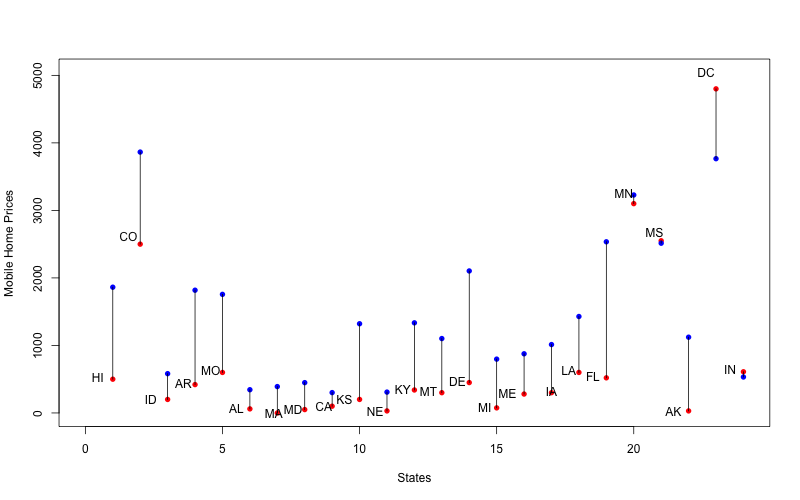 Mobile Home Prices
5000
4000
3000
2000
1000
0
DC
MN
MS
CO
HI
ID
AR
MO
AL
MA
MD
CA
KS
NE
KY
MT
DE
MI
ME
IA
LA
FL
AK
IN
0 5 10 15 20
States